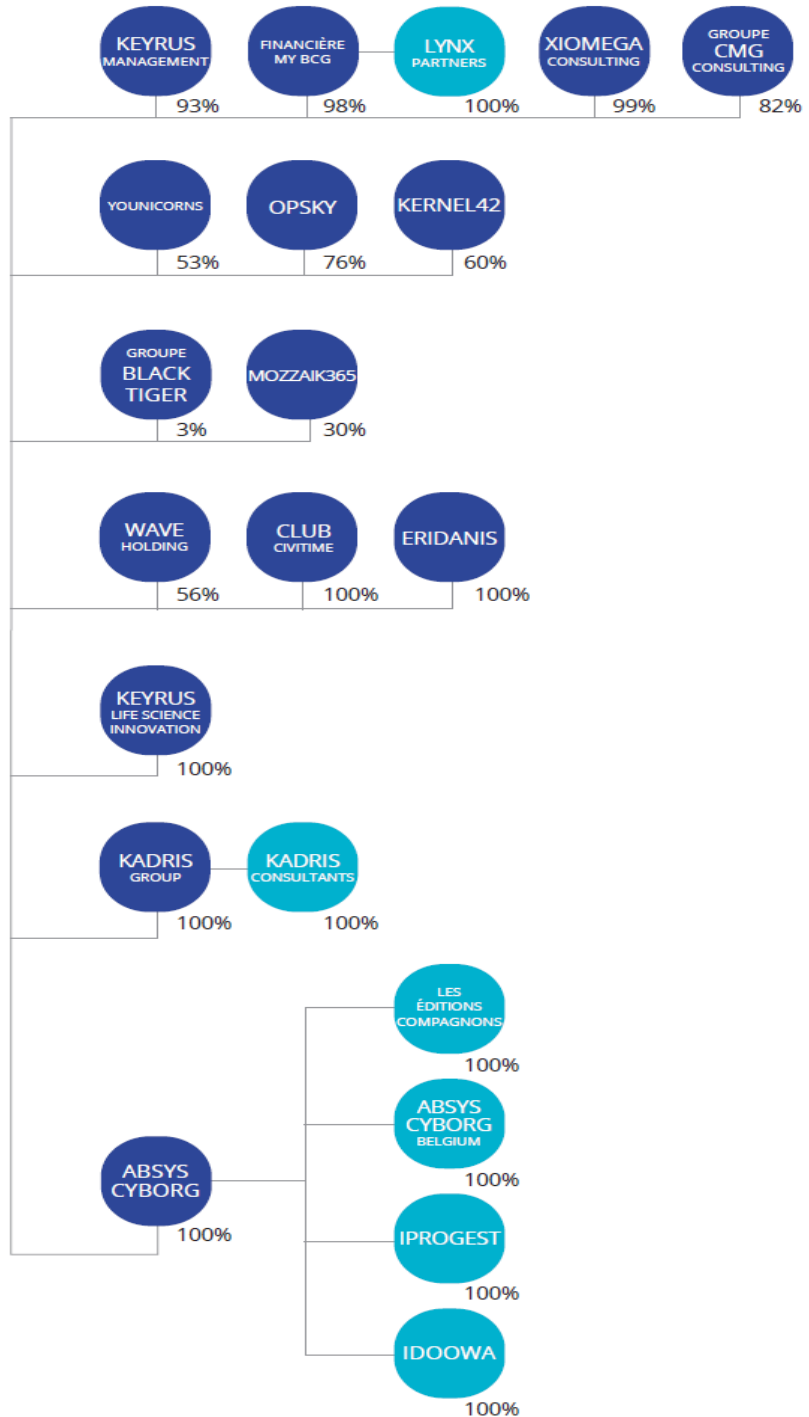 KEYRUS
MANAGEMENT
93%
FINANCIÈRE
MY BCG
98%
LYNX
PARTNERS
100%
XIOMEGA
CONSULTING
99%
GROUPE
CMG
CONSULTING
82%
YOUNICORNS
53%
OPSKY
76%
KERNEL42
60%
GROUPE
BLACK
TIGER
3%
MOZZAIK365
30%
WAVE
HOLDING
56%
CLUB
CIVITIME
100%
ERIDANIS
100%
KEYRUS
LIFE SCIENCE
INNOVATION
100%
KADRIS
GROUP
100%
KADRIS
CONSULTANTS
100%
ABSYS
CYBORG
100%
LES
ÉDITIONS
COMPAGNONS
100%
ABSYS
CYBORG
BELGIUM
100%
IPROGEST
100%
IDOOWA
100%